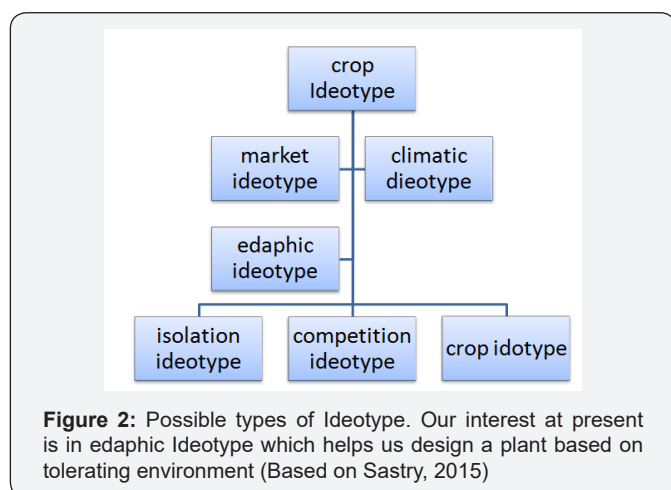 crop
Ideotype
market
ideotype
climatic
dieotype
edaphic
ideotype
isolation
ideotype
competition
ideotype
crop idotype
Figure 2: Possible types of Ideotype. Our interest at present
is in edaphic Ideotype which helps us design a plant based on
tolerating environment (Based on Sastry, 2015)